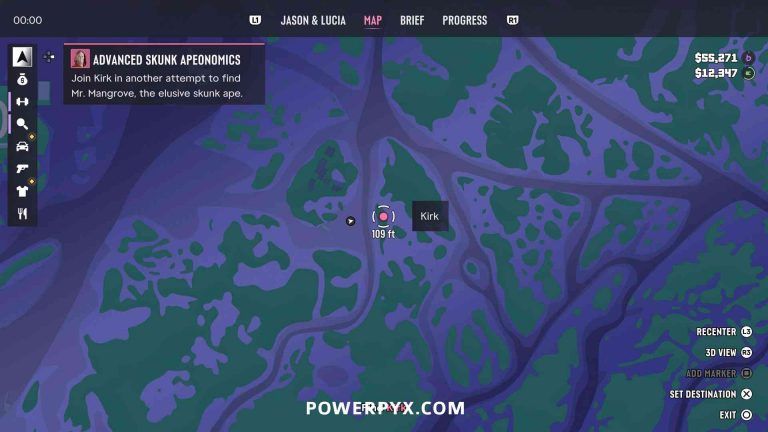 00:00
L1 JASON & LUCIA MAP BRIEF PROGRESS R1
$55,271
$12,347
ADVANCED SKUNK APEONOMICS
Join Kirk in another attempt to find
Mr. Mangrove, the elusive skunk ape.
Kirk
109 ft
RECENTER L3
3D VIEW R3
ADD MARKER
SET DESTINATION
EXIT
POWERPYX.COM